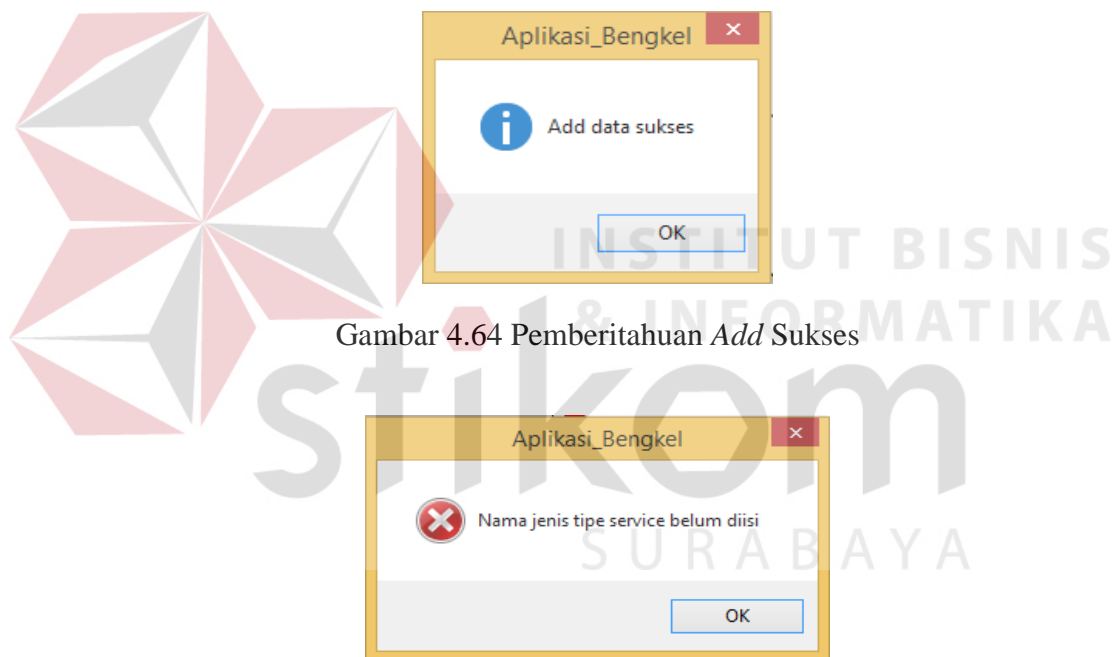 Aplikasi_Bengkel
Add data sukses
OK
INSTITUT BISNIS
& INFORMATIKA
Gambar 4.64 Pemberitahuan Add Sukses
stikom
Aplikasi_Bengkel
Nama jenis tipe service belum diisi
SURABAYA
OK